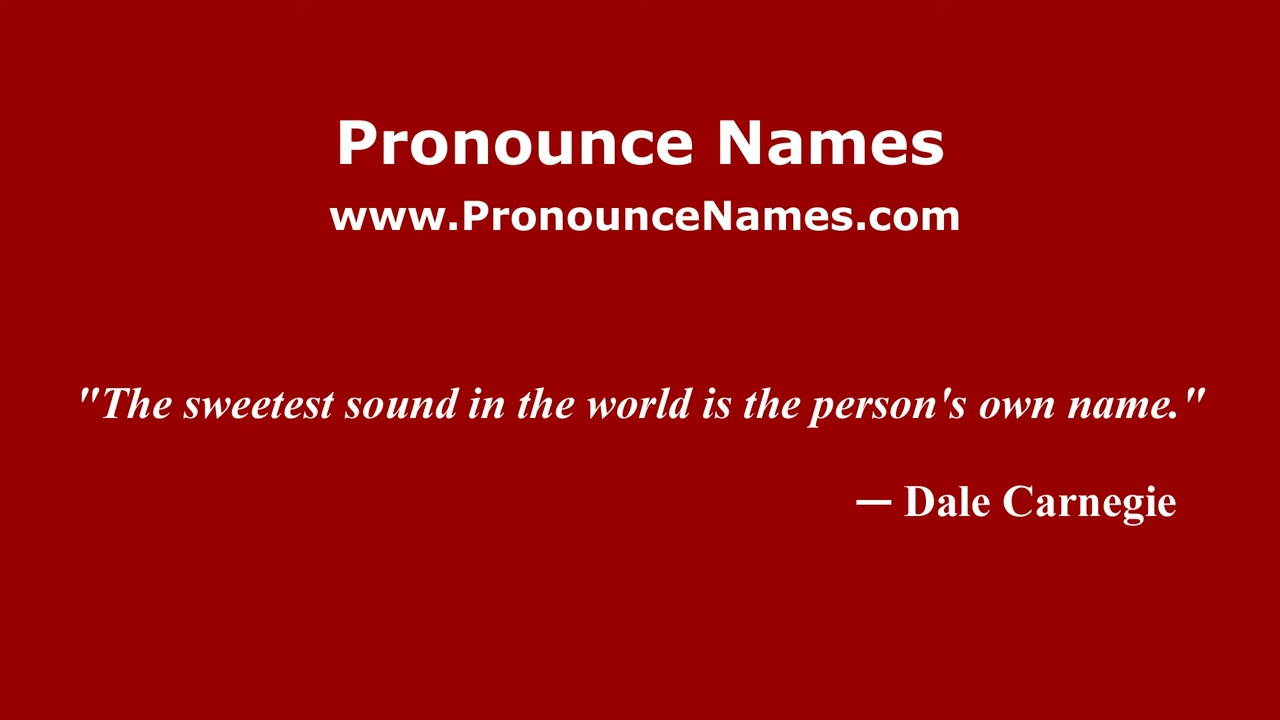 Pronounce Names
www.PronounceNames.com
"The sweetest sound in the world is the person's own name."
— Dale Carnegie